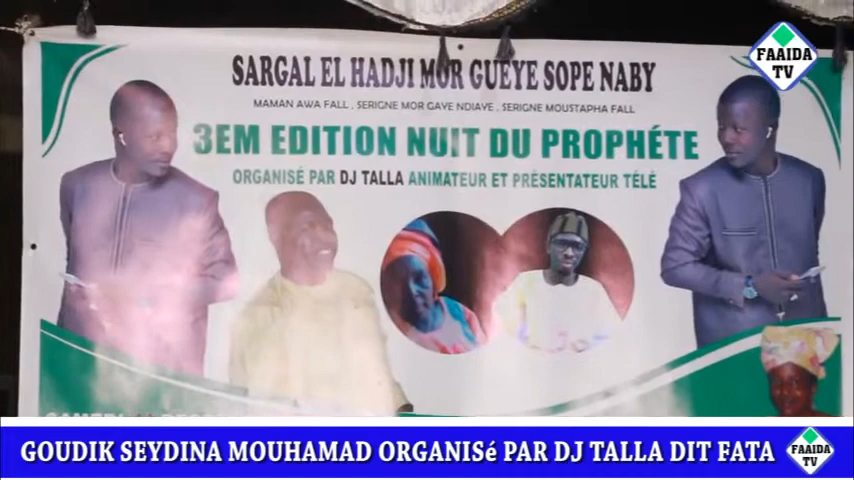 FAAIDA
TV
SARGAL EL HADJI MOR GUEYE SOPE NABY
MAMAN AWA FALL . SERIGNE MOR GAYE NDIAYE . SERIGNE MOUSTAPHA FALL
3EM EDITION NUIT DU PROPHÉTE
ORGANISÉ PAR DJ TALLA ANIMATEUR ET PRÉSENTATEUR TÉLÉ
SAMEDI
GOUDIK SEYDINA MOUHAMAD ORGANISé PAR DJ TALLA DIT FATA
FAAIDA
TV